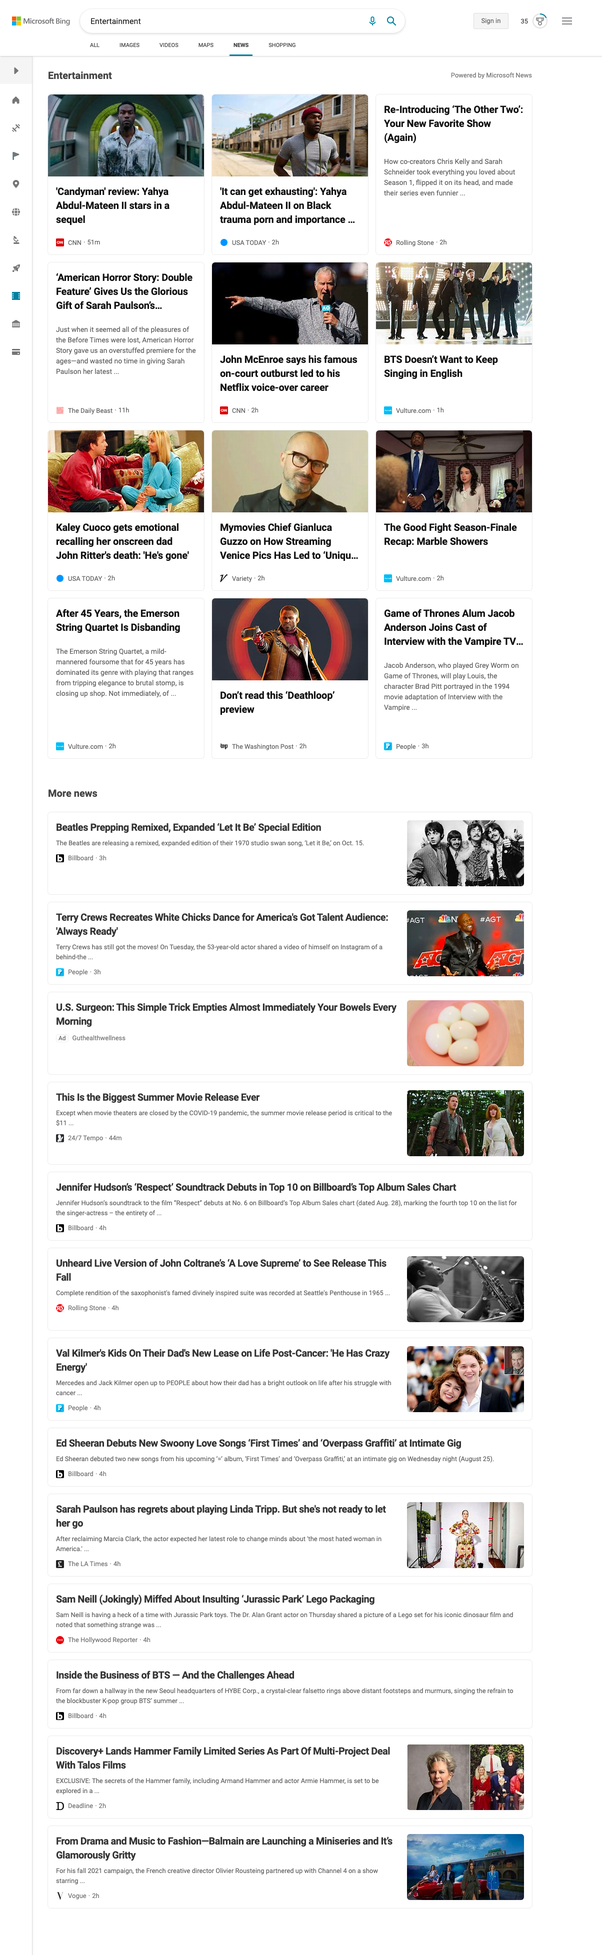 Microsoft Bing
Entertainment
Sign in
35
ALL IMAGES VIDEOS MAPS NEWS SHOPPING
Entertainment
Powered by Microsoft News
'Candyman' review: Yahya
Abdul-Mateen II stars in a
sequel
CNN · 51m
'It can get exhausting': Yahya
Abdul-Mateen II on Black
trauma porn and importance ...
USA TODAY · 2h
Re-Introducing 'The Other Two':
Your New Favorite Show
(Again)
How co-creators Chris Kelly and Sarah
Schneider took everything you loved about
Season 1, flipped it on its head, and made
their series even funnier ...
Rolling Stone · 2h
'American Horror Story: Double
Feature' Gives Us the Glorious
Gift of Sarah Paulson's...
Just when it seemed all of the pleasures of
the Before Times were lost, American Horror
Story gave us an overstuffed premiere for the
ages—and wasted no time in giving Sarah
Paulson her latest ...
The Daily Beast · 11h
John McEnroe says his famous
on-court outburst led to his
Netflix voice-over career
CNN · 2h
BTS Doesn't Want to Keep
Singing in English
Vulture.com · 1h
Kaley Cuoco gets emotional
recalling her onscreen dad
John Ritter's death: 'He's gone'
USA TODAY · 2h
Mymovies Chief Gianluca
Guzzo on How Streaming
Venice Pics Has Led to 'Uniqu...
Variety · 2h
The Good Fight Season-Finale
Recap: Marble Showers
Vulture.com · 2h
After 45 Years, the Emerson
String Quartet Is Disbanding
The Emerson String Quartet, a mild-
mannered foursome that for 45 years has
dominated its genre with playing that ranges
from tripping elegance to brutal stomp, is
closing up shop. Not immediately, of ...
Vulture.com · 2h
Don't read this 'Deathloop'
preview
wp The Washington Post · 2h
Game of Thrones Alum Jacob
Anderson Joins Cast of
Interview with the Vampire TV...
Jacob Anderson, who played Grey Worm on
Game of Thrones, will play Louis, the
character Brad Pitt portrayed in the 1994
movie adaptation of Interview with the
Vampire ...
People · 3h
More news
Beatles Prepping Remixed, Expanded 'Let It Be' Special Edition
The Beatles are releasing a remixed, expanded edition of their 1970 studio swan song, 'Let it Be,' on Oct. 15.
Billboard · 3h
Terry Crews Recreates White Chicks Dance for America's Got Talent Audience:
'Always Ready'
Terry Crews has still got the moves! On Tuesday, the 53-year-old actor shared a video of himself on Instagram of a
behind-the ...
People · 3h
#AGT
#AGT
U.S. Surgeon: This Simple Trick Empties Almost Immediately Your Bowels Every
Morning
Ad Guthealthwellness
This Is the Biggest Summer Movie Release Ever
Except when movie theaters are closed by the COVID-19 pandemic, the summer movie release period is critical to the
$11 ...
24/7 Tempo · 44m
Jennifer Hudson's 'Respect' Soundtrack Debuts in Top 10 on Billboard's Top Album Sales Chart
Jennifer Hudson's soundtrack to the film "Respect" debuts at No. 6 on Billboard's Top Album Sales chart (dated Aug. 28), marking the fourth top 10 on the list for
the singer-actress – the entirety of ...
Billboard · 4h
Unheard Live Version of John Coltrane's 'A Love Supreme' to See Release This
Fall
Complete rendition of the saxophonist's famed divinely inspired suite was recorded at Seattle's Penthouse in 1965 ...
Rolling Stone · 4h
Val Kilmer's Kids On Their Dad's New Lease on Life Post-Cancer: 'He Has Crazy
Energy'
Mercedes and Jack Kilmer open up to PEOPLE about how their dad has a bright outlook on life after his struggle with
cancer ...
People · 4h
Ed Sheeran Debuts New Swoony Love Songs 'First Times' and 'Overpass Graffiti' at Intimate Gig
Ed Sheeran debuted two new songs from his upcoming '=' album, 'First Times' and 'Overpass Graffiti,' at an intimate gig on Wednesday night (August 25).
Billboard · 4h
Sarah Paulson has regrets about playing Linda Tripp. But she's not ready to let
her go
After reclaiming Marcia Clark, the actor expected her latest role to change minds about 'the most hated woman in
America.' ...
The LA Times · 4h
Sam Neill (Jokingly) Miffed About Insulting 'Jurassic Park' Lego Packaging
Sam Neill is having a heck of a time with Jurassic Park toys. The Dr. Alan Grant actor on Thursday shared a picture of a Lego set for his iconic dinosaur film and
noted that something strange was ...
The Hollywood Reporter · 4h
Inside the Business of BTS — And the Challenges Ahead
From far down a hallway in the new Seoul headquarters of HYBE Corp., a crystal-clear falsetto rings above distant footsteps and murmurs, singing the refrain to
the blockbuster K-pop group BTS' summer ...
Billboard · 4h
Discovery+ Lands Hammer Family Limited Series As Part Of Multi-Project Deal
With Talos Films
EXCLUSIVE: The secrets of the Hammer family, including Armand Hammer and actor Armie Hammer, is set to be
explored in a ...
Deadline · 2h
From Drama and Music to Fashion—Balmain are Launching a Miniseries and It's
Glamorously Gritty
For his fall 2021 campaign, the French creative director Olivier Rousteing partnered up with Channel 4 on a show
starring ...
Vogue · 2h